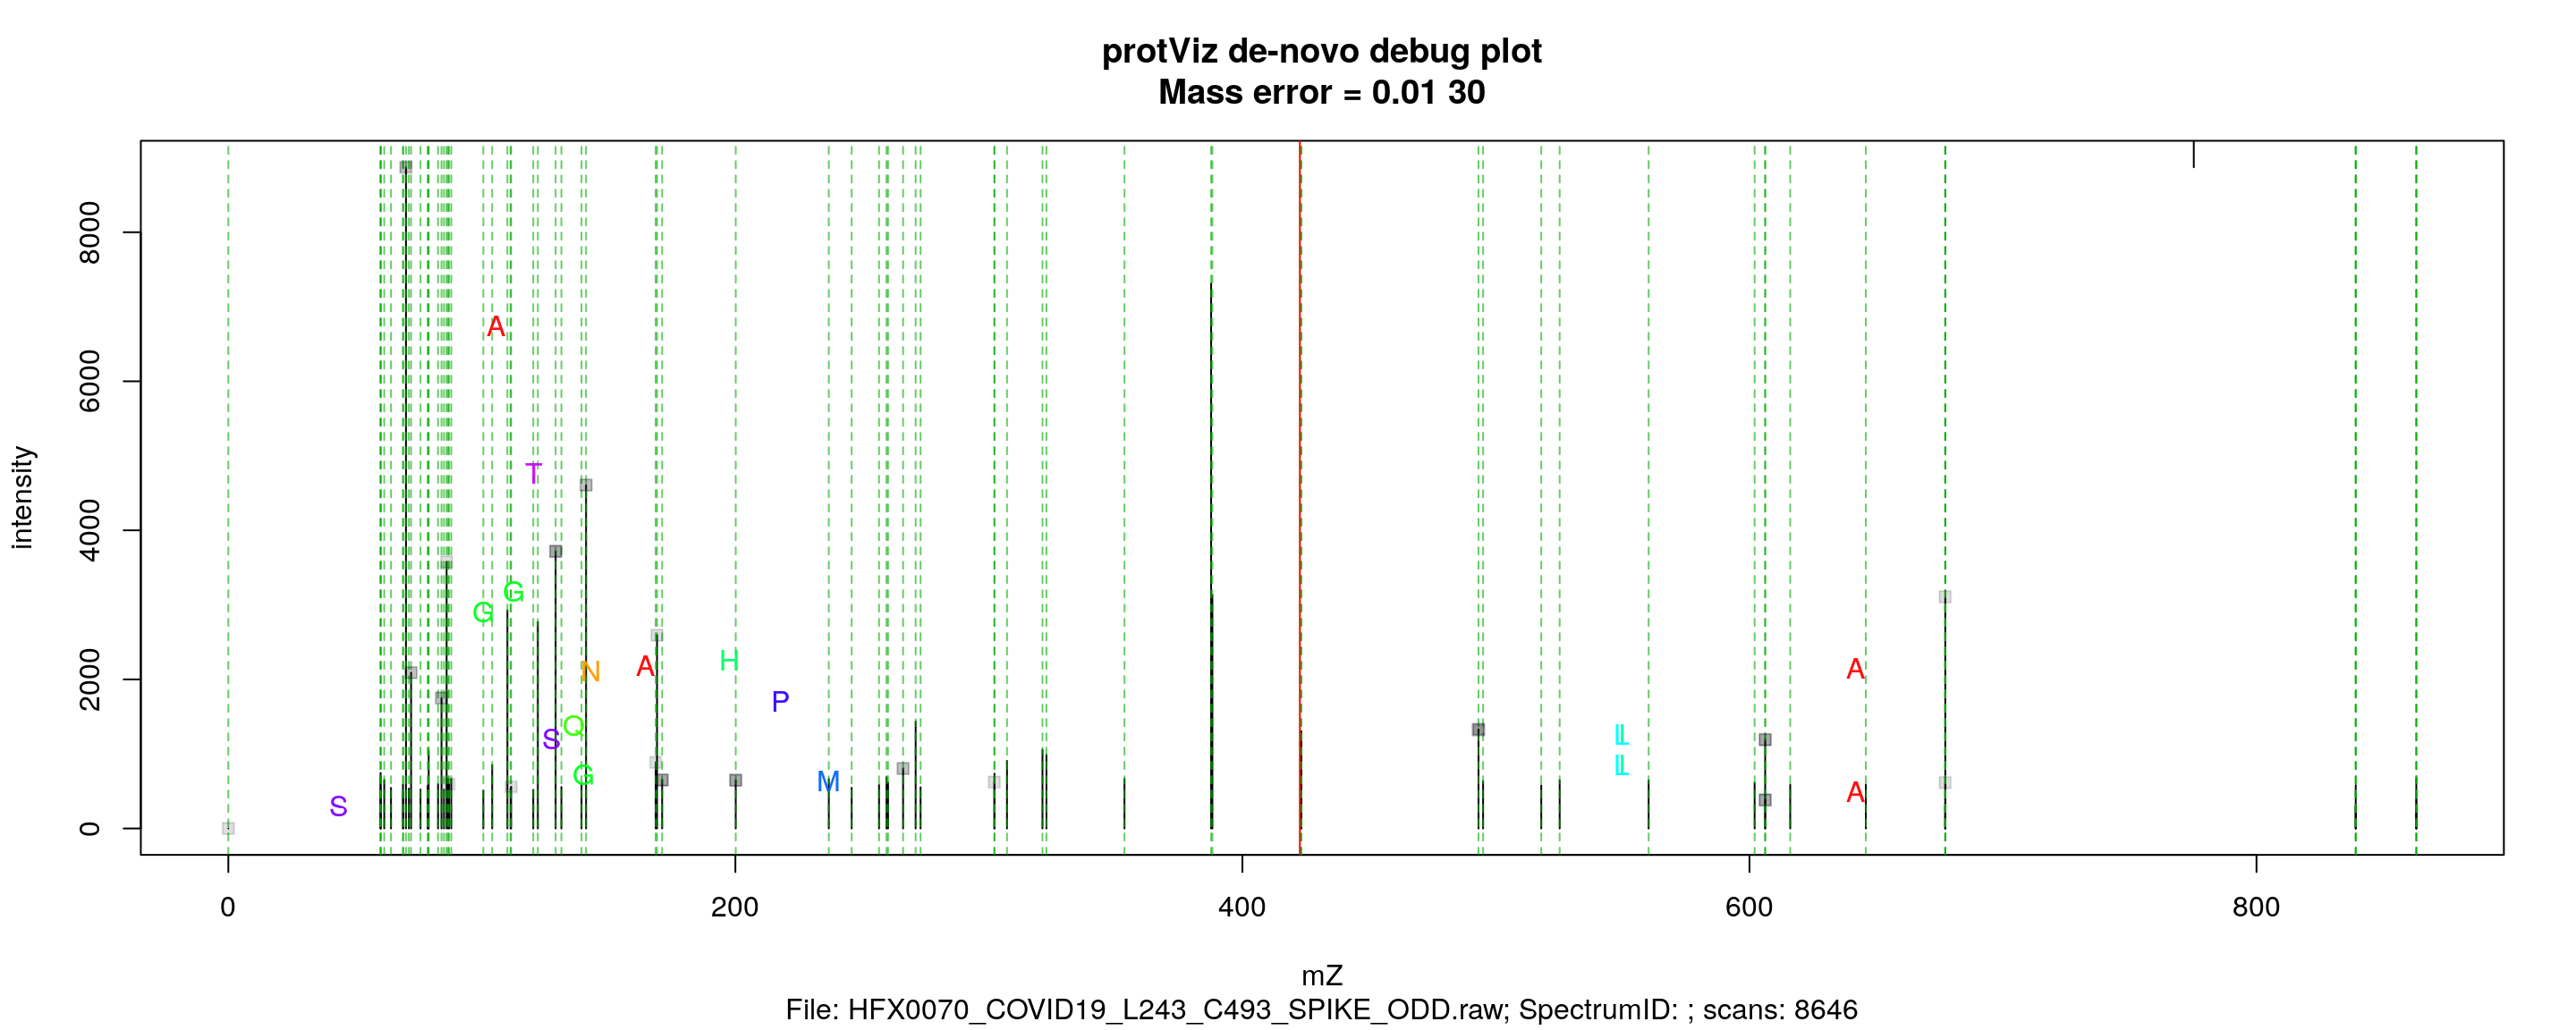 protViz de-novo debug plot
Mass error = 0.01 30
8000
6000
4000
2000
0
intensity
A
T
G
G
N
A
H
S
Q
G
P
M
S
L
L
L
L
A
A
0
200
400
600
800
mZ
File: HFX0070_COVID19_L243_C493_SPIKE_ODD.raw; SpectrumID: ; scans: 8646